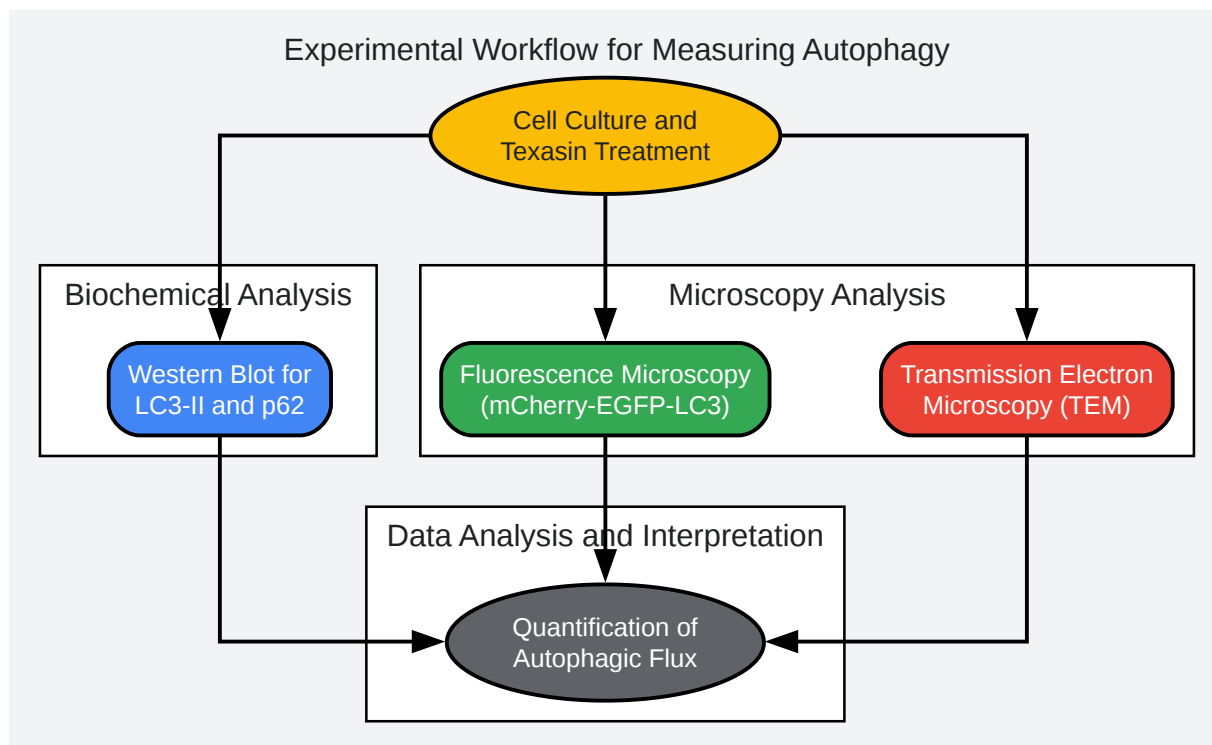 Experimental Workflow for Measuring Autophagy
Cell Culture and
Texasin Treatment
Biochemical Analysis
Microscopy Analysis
Western Blot for
LC3-II and p62
Fluorescence Microscopy
(mCherry-EGFP-LC3)
Transmission Electron
Microscopy (TEM)
Data Analysis and Interpretation
Quantification of
Autophagic Flux